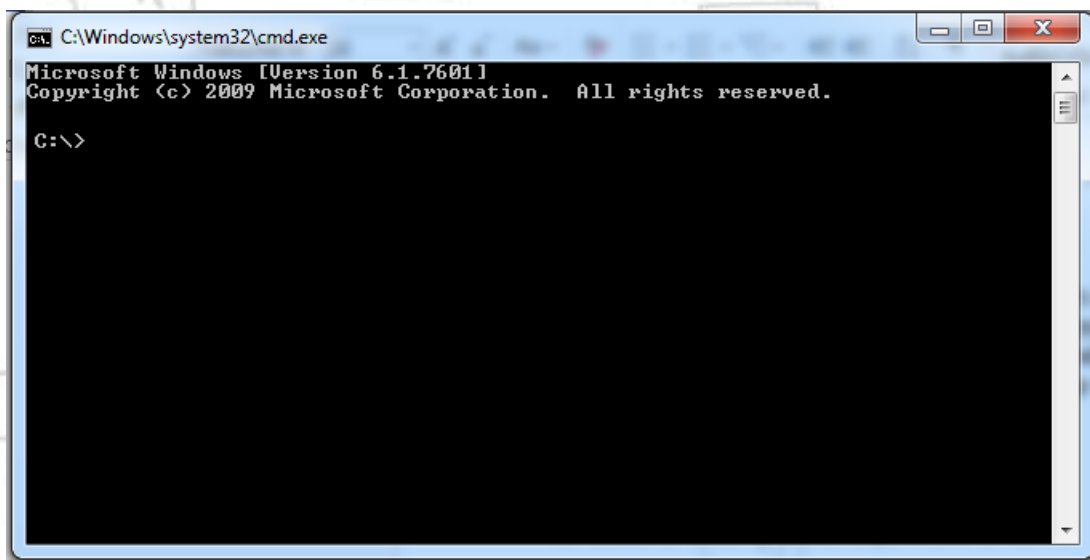 C:\Windows\system32\cmd.exe
Microsoft Windows [Version 6.1.7601]
Copyright (c) 2009 Microsoft Corporation.  All rights reserved.
C:\>